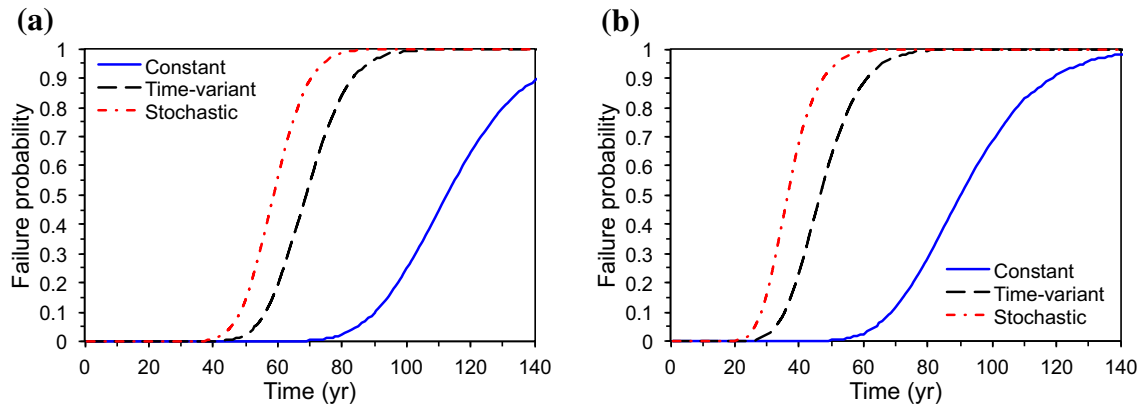 (a)
1
0.9
0.8
0.7
0.6
0.5
0.4
0.3
0.2
0.1
0
Failure probability
Constant
Time-variant
Stochastic
0 20 40 60 80 100 120 140
Time (yr)
(b)
1
0.9
0.8
0.7
0.6
0.5
0.4
0.3
0.2
0.1
0
Failure probability
Constant
Time-variant
Stochastic
0 20 40 60 80 100 120 140
Time (yr)